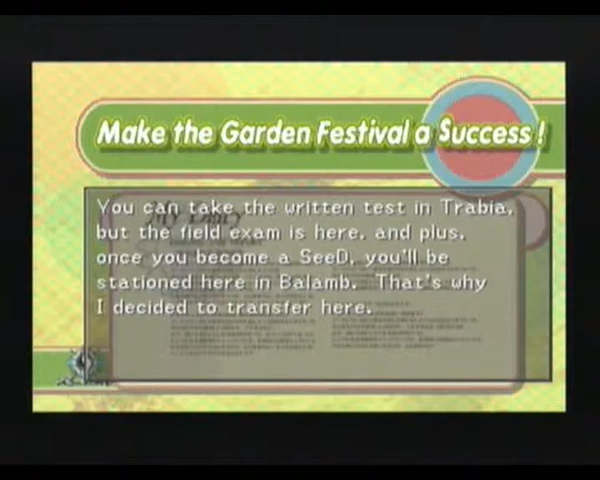 Make the Garden Festival a Success!
My Diary
You can take the written test in Trabia,
but the field exam is here, and plus,
once you become a SeeD, you'll be
stationed here in Balamb. That's why
I decided to transfer here.